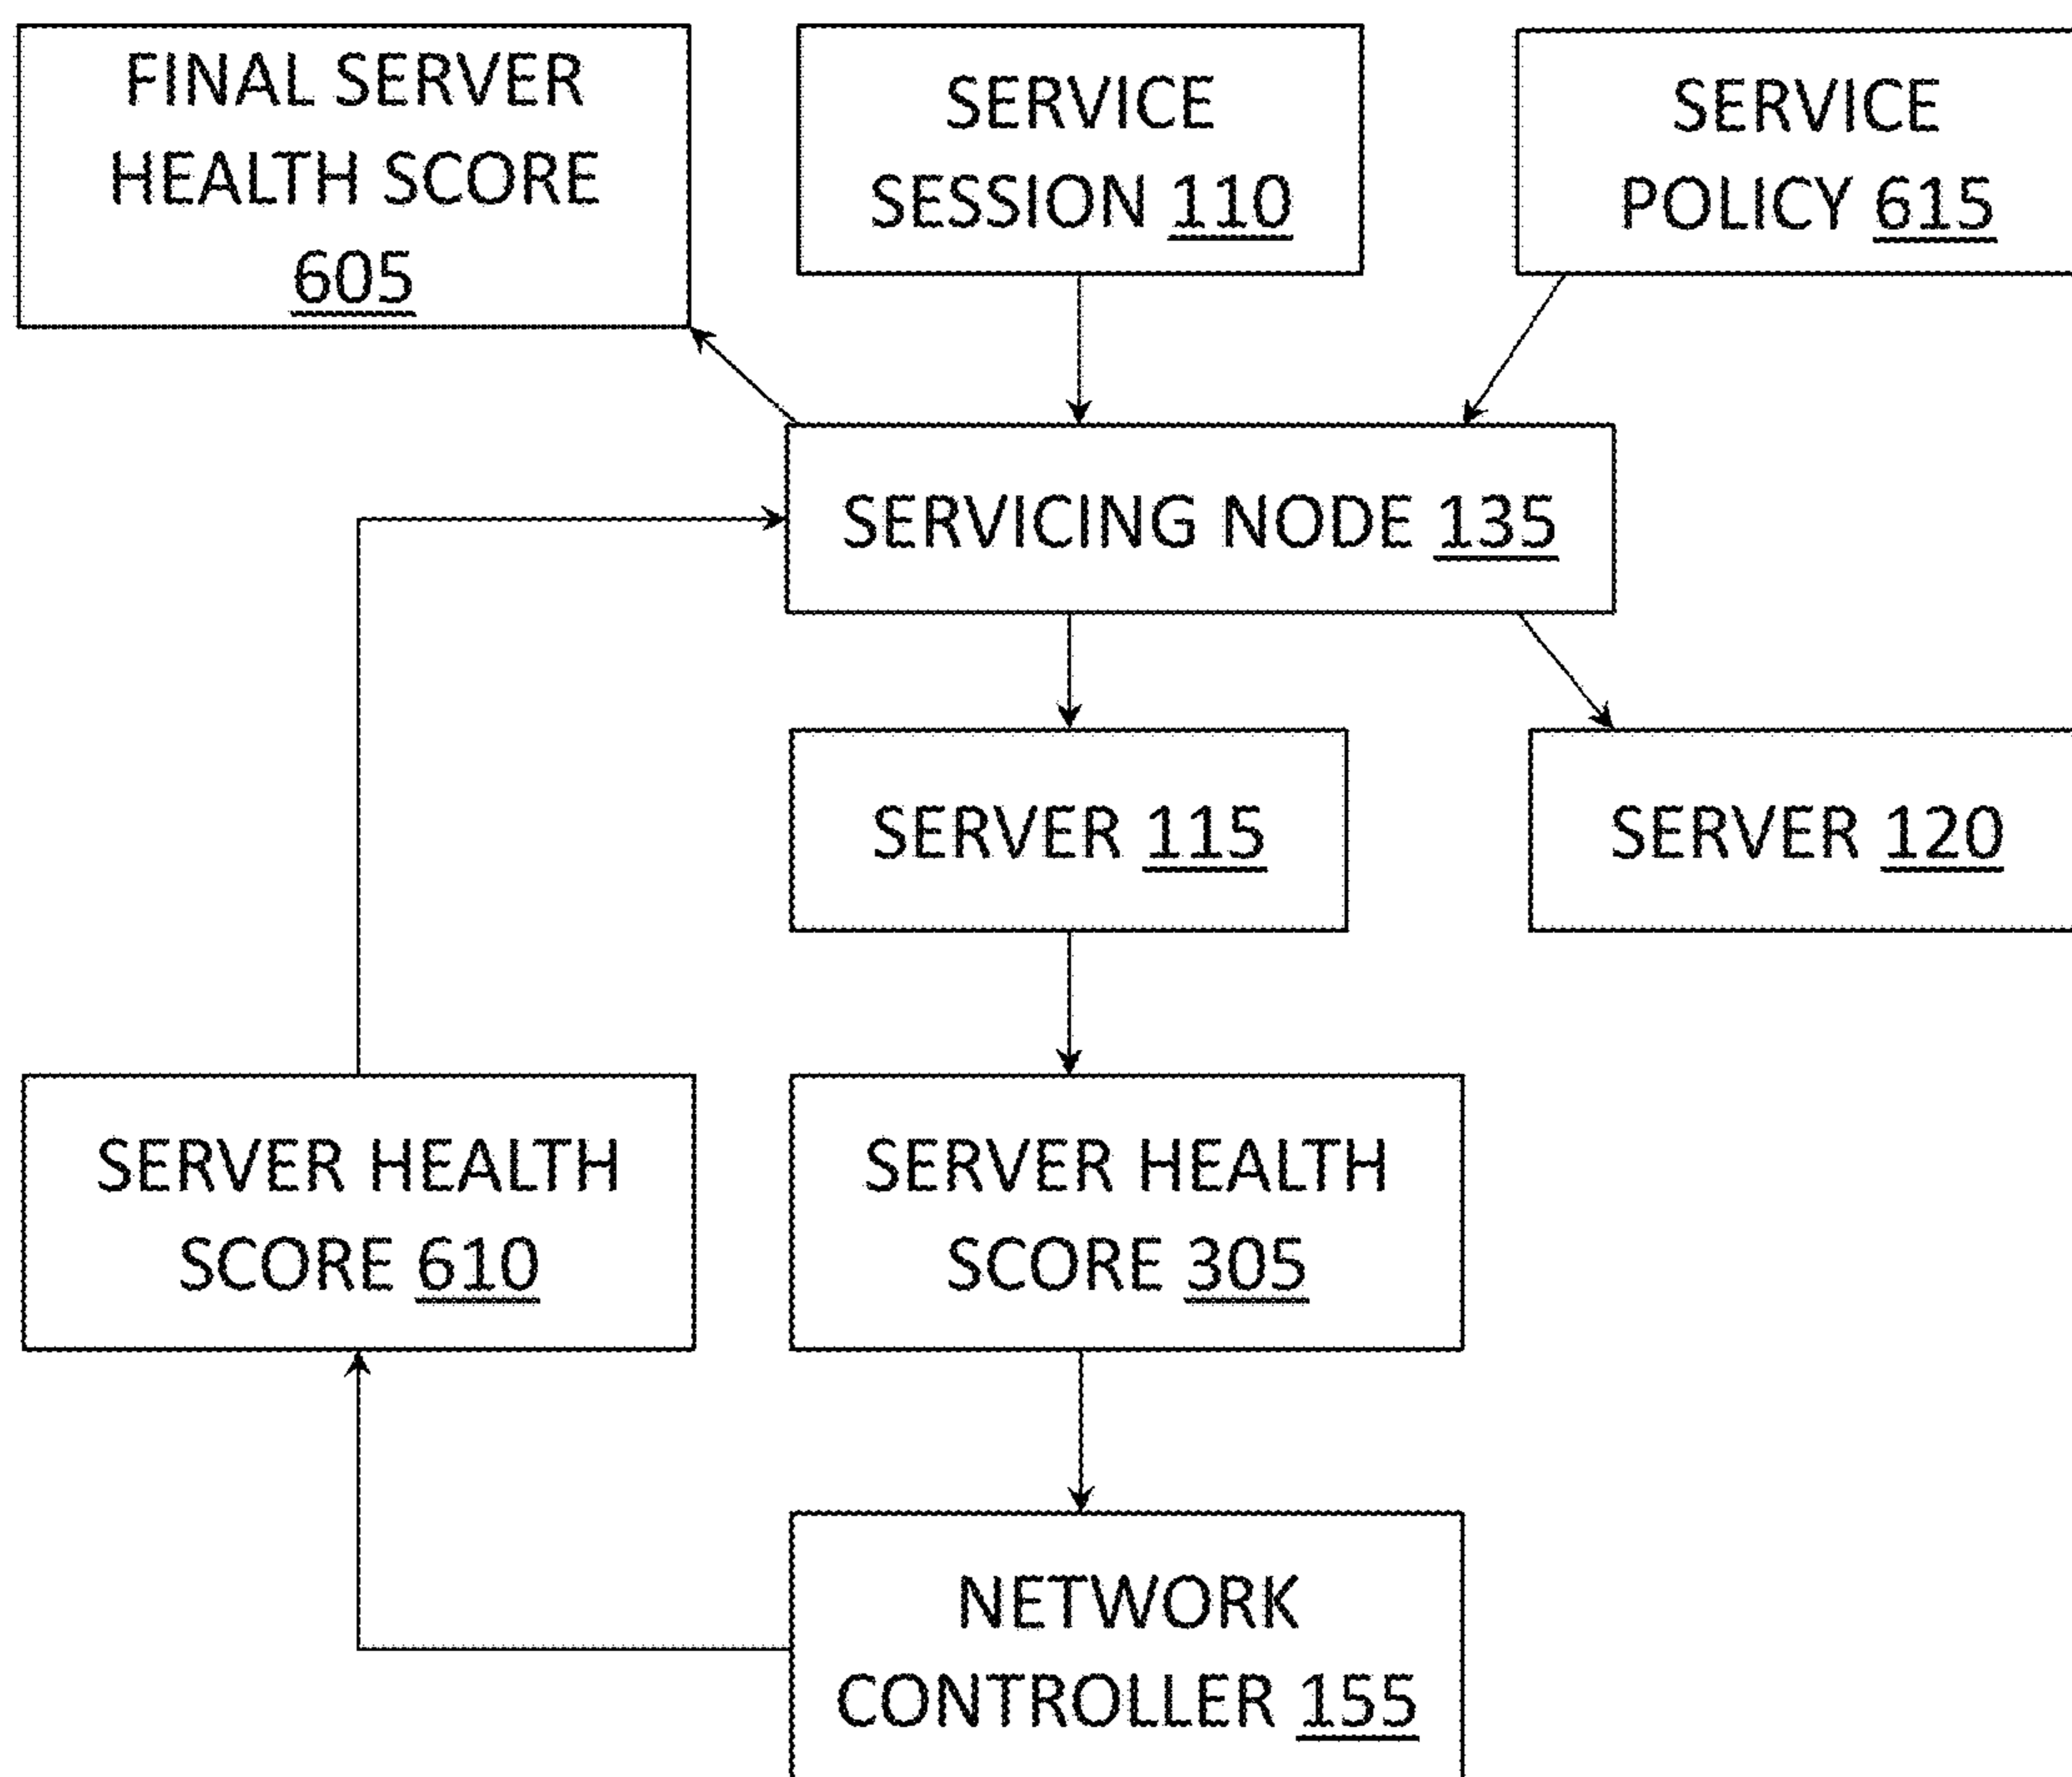 FINAL SERVER
HEALTH SCORE
605
SERVICE
SESSION 110
SERVICE
POLICY 615
SERVICING NODE 135
SERVER 115
SERVER 120
SERVER HEALTH
SCORE 610
SERVER HEALTH
SCORE 305
NETWORK
CONTROLLER 155